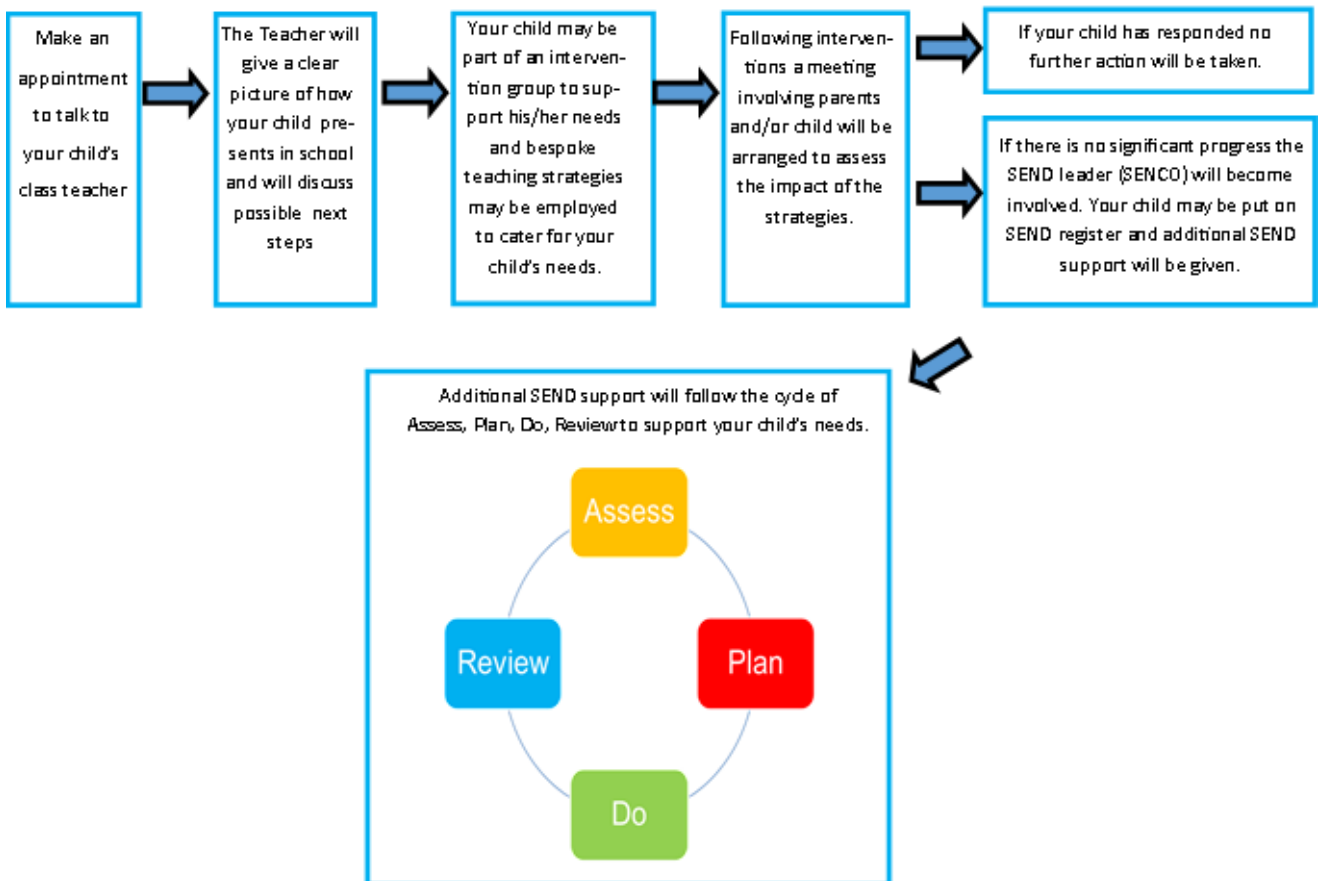 Make an
appointment
to talk to
your child's
class teacher
The Teacher will
give a clear
picture of how
your child pre-
sents in school
and will discuss
possible next
steps
Your child may be
part of an interven-
tion group to sup-
port his/her needs
and bespoke
teaching strategies
may be employed
to cater for your
child's needs.
Following interven-
tions a meeting
involving parents
and/or child will be
arranged to assess
the impact of the
strategies.
If your child has responded no
further action will be taken.
If there is no significant progress the
SEND leader (SENCO) will become
involved. Your child may be put on
SEND register and additional SEND
support will be given.
Additional SEND support will follow the cycle of
Assess, Plan, Do, Review to support your child's needs.
Assess
Review
Plan
Do